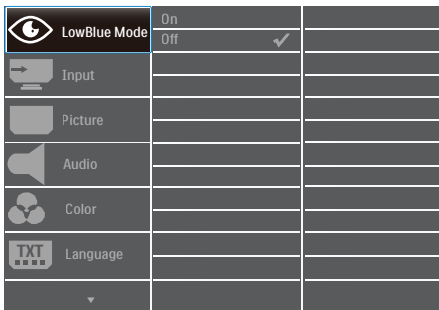 LowBlue Mode
On
Off
Input
Picture
Audio
Color
TXT
Language